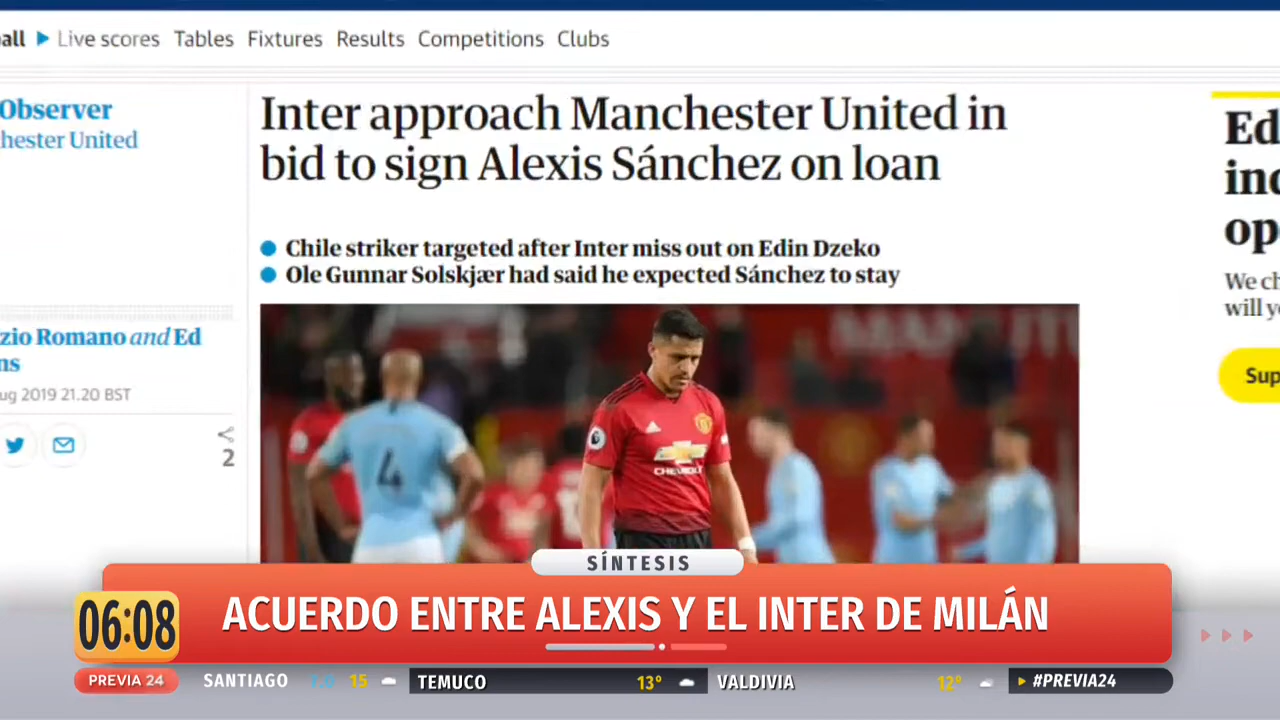 all ▶ Live scores Tables Fixtures Results Competitions Clubs
Observer
hester United
Inter approach Manchester United in
bid to sign Alexis Sánchez on loan
● Chile striker targeted after Inter miss out on Edin Dzeko
● Ole Gunnar Solskjær had said he expected Sánchez to stay
zio Romano and Ed
ns
ug 2019 21.20 BST
2
Ed
inc
ope
We ch
will yo
Sup
4
CHEVROLET
SÍNTESIS
ACUERDO ENTRE ALEXIS Y EL INTER DE MILÁN
06:08
PREVIA 24
SANTIAGO 15
TEMUCO 13°
VALDIVIA 12°
#PREVIA24